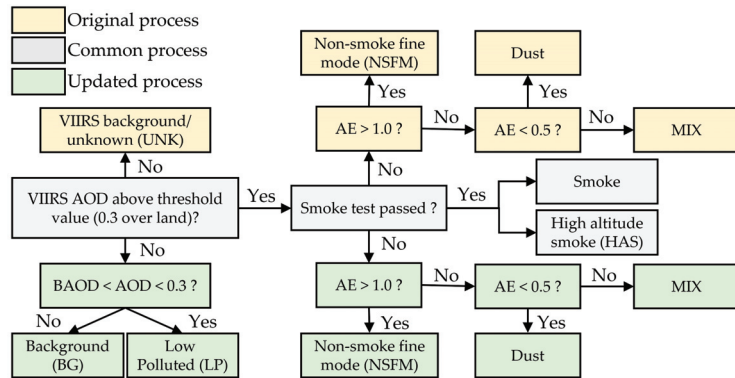 Original process
Common process
Updated process
Non-smoke fine
mode (NSFM)
Dust
Yes
Yes
VIIRS background/
unknown (UNK)
AE > 1.0 ?
No
AE < 0.5 ?
No
MIX
No
No
VIIRS AOD above threshold
value (0.3 over land)?
Yes
Smoke test passed ?
Yes
Smoke
High altitude
smoke (HAS)
No
No
BAOD < AOD < 0.3 ?
AE > 1.0 ?
No
AE < 0.5 ?
No
MIX
No
Yes
Yes
Yes
Background
(BG)
Low
Polluted (LP)
Non-smoke fine
mode (NSFM)
Dust